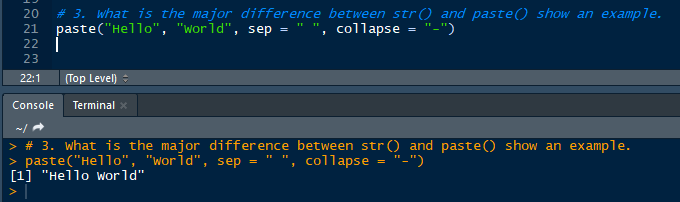 20 # 3. What is the major difference between str() and paste() show an example.
21 paste("Hello", "World", sep = " ", collapse = "-")
22
23
22:1 (Top Level)
Console Terminal ×
~/
> # 3. What is the major difference between str() and paste() show an example.
> paste("Hello", "World", sep = " ", collapse = "-")
[1] "Hello World"
>